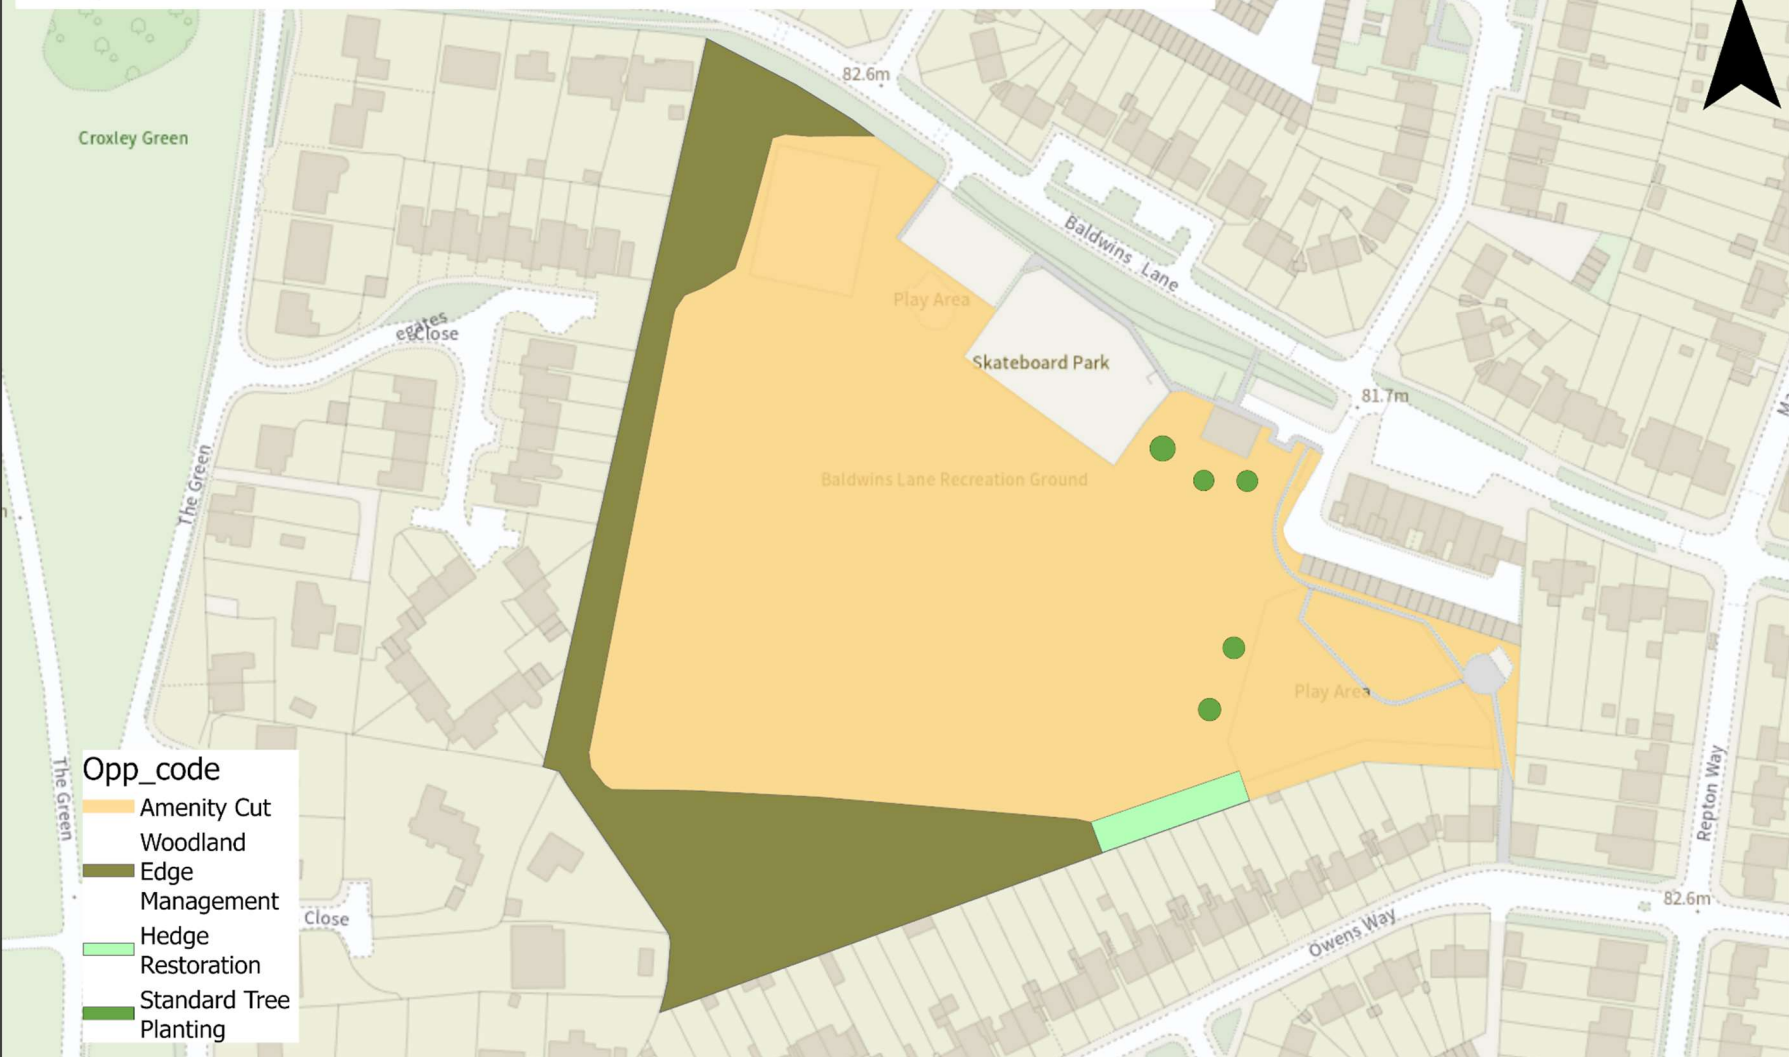 82.6m
Croxley Green
Baldwins Lane
Play Area
egates
Close
Skateboard Park
81.7m
The Green
Baldwins Lane Recreation Ground
Play Area
Repton Way
The Green
Opp_code
Amenity Cut
Woodland
Edge
Management
Hedge
Restoration
Standard Tree
Planting
Close
82.6m
Owens Way